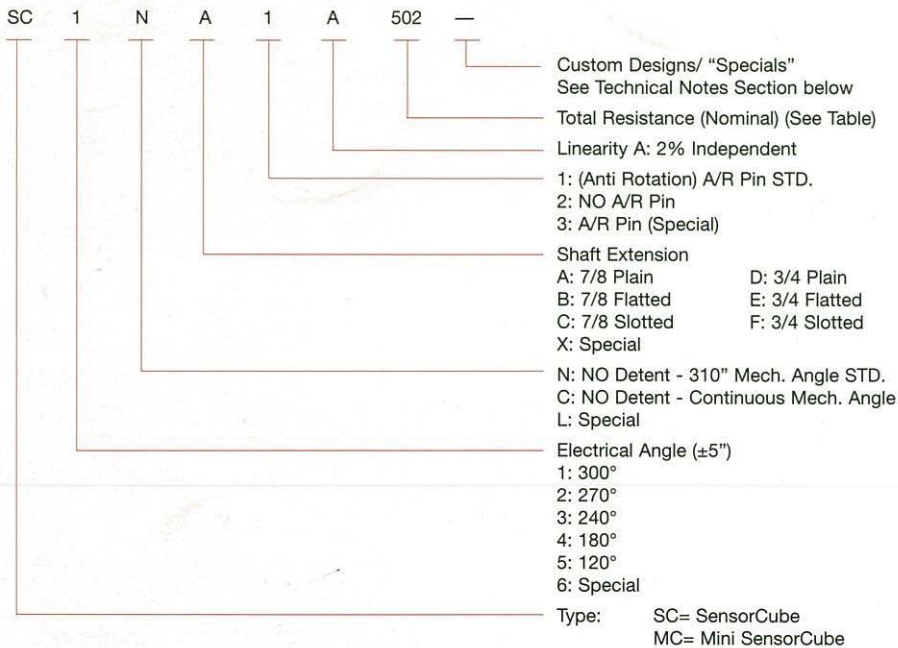 SC 1 N A 1 A 502 —
Custom Designs/ “Specials”
See Technical Notes Section below
Total Resistance (Nominal) (See Table)
Linearity A: 2% Independent
1: (Anti Rotation) A/R Pin STD.
2: NO A/R Pin
3: A/R Pin (Special)
Shaft Extension
A: 7/8 Plain D: 3/4 Plain
B: 7/8 Flatted E: 3/4 Flatted
C: 7/8 Slotted F: 3/4 Slotted
X: Special
N: NO Detent - 310” Mech. Angle STD.
C: NO Detent - Continuous Mech. Angle
L: Special
Electrical Angle (±5”)
1: 300°
2: 270°
3: 240°
4: 180°
5: 120°
6: Special
Type: SC= SensorCube
MC= Mini SensorCube